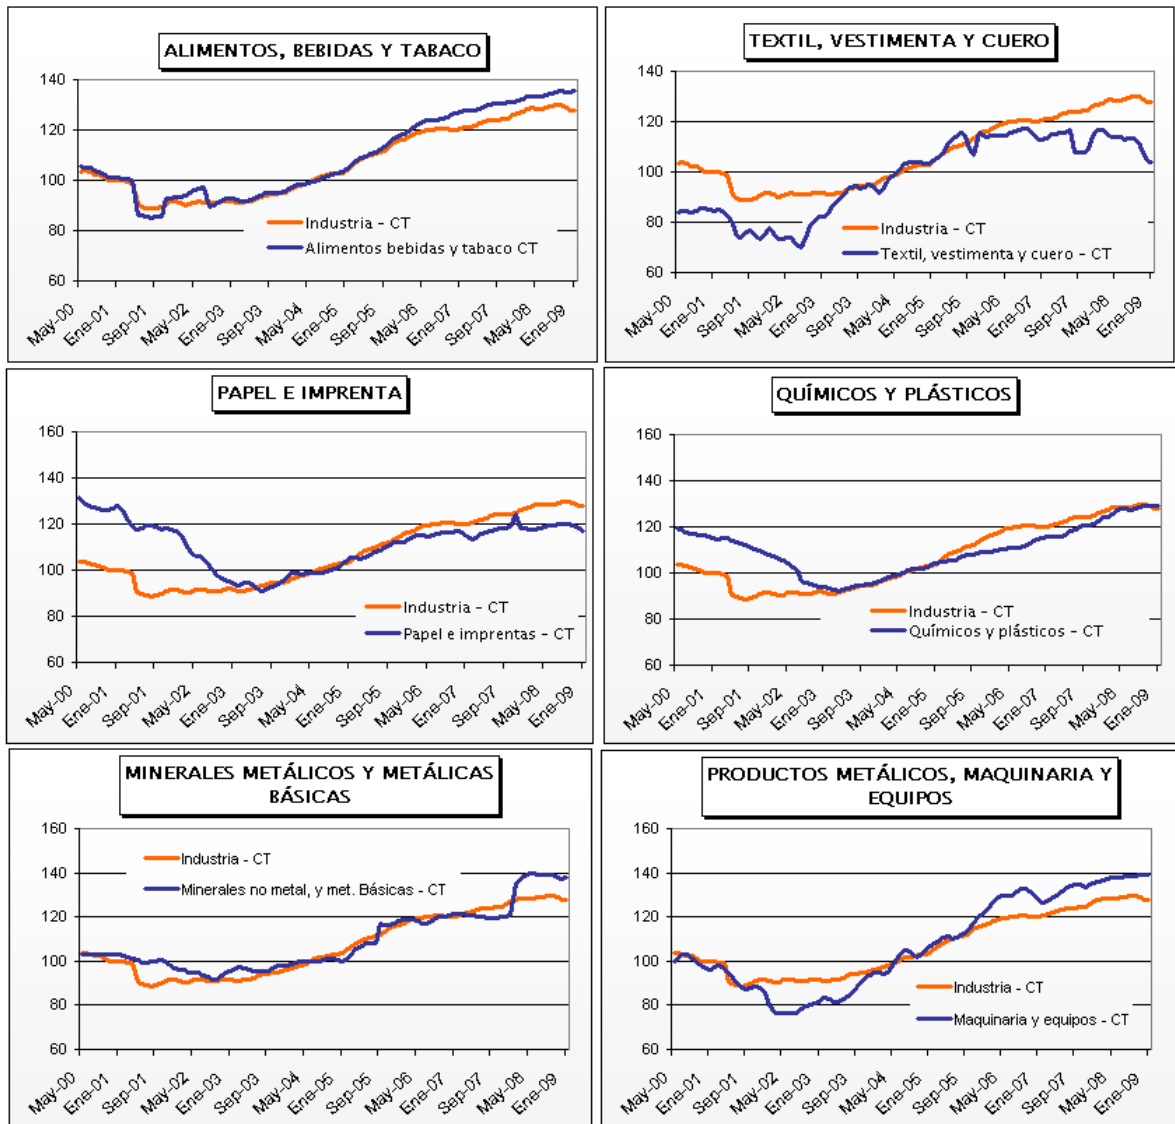 ALIMENTOS, BEBIDAS Y TABACO
140
120
100
80
60
Industria - CT
Alimentos bebidas y tabaco CT
May-00
Ene-01
Sep-01
May-02
Ene-03
Sep-03
May-04
Ene-05
Sep-05
May-06
Ene-07
Sep-07
May-08
Ene-09
TEXTIL, VESTIMENTA Y CUERO
140
120
100
80
60
Industria - CT
Textil, vestimenta y cuero - CT
May-00
Ene-01
Sep-01
May-02
Ene-03
Sep-03
May-04
Ene-05
Sep-05
May-06
Ene-07
Sep-07
May-08
Ene-09
PAPEL E IMPRENTA
160
140
120
100
80
60
Industria - CT
Papel e imprentas - CT
May-00
Ene-01
Sep-01
May-02
Ene-03
Sep-03
May-04
Ene-05
Sep-05
May-06
Ene-07
Sep-07
May-08
Ene-09
QUÍMICOS Y PLÁSTICOS
160
140
120
100
80
60
Industria - CT
Químicos y plásticos - CT
May-00
Ene-01
Sep-01
May-02
Ene-03
Sep-03
May-04
Ene-05
Sep-05
May-06
Ene-07
Sep-07
May-08
Ene-09
MINERALES METÁLICOS Y METÁLICAS
BÁSICAS
160
140
120
100
80
60
Industria - CT
Minerales no metal, y met. Básicas - CT
May-00
Ene-01
Sep-01
May-02
Ene-03
Sep-03
May-04
Ene-05
Sep-05
May-06
Ene-07
Sep-07
May-08
Ene-09
PRODUCTOS METÁLICOS, MAQUINARIA Y
EQUIPOS
160
140
120
100
80
60
Industria - CT
Maquinaria y equipos - CT
May-00
Ene-01
Sep-01
May-02
Ene-03
Sep-03
May-04
Ene-05
Sep-05
May-06
Ene-07
Sep-07
May-08
Ene-09